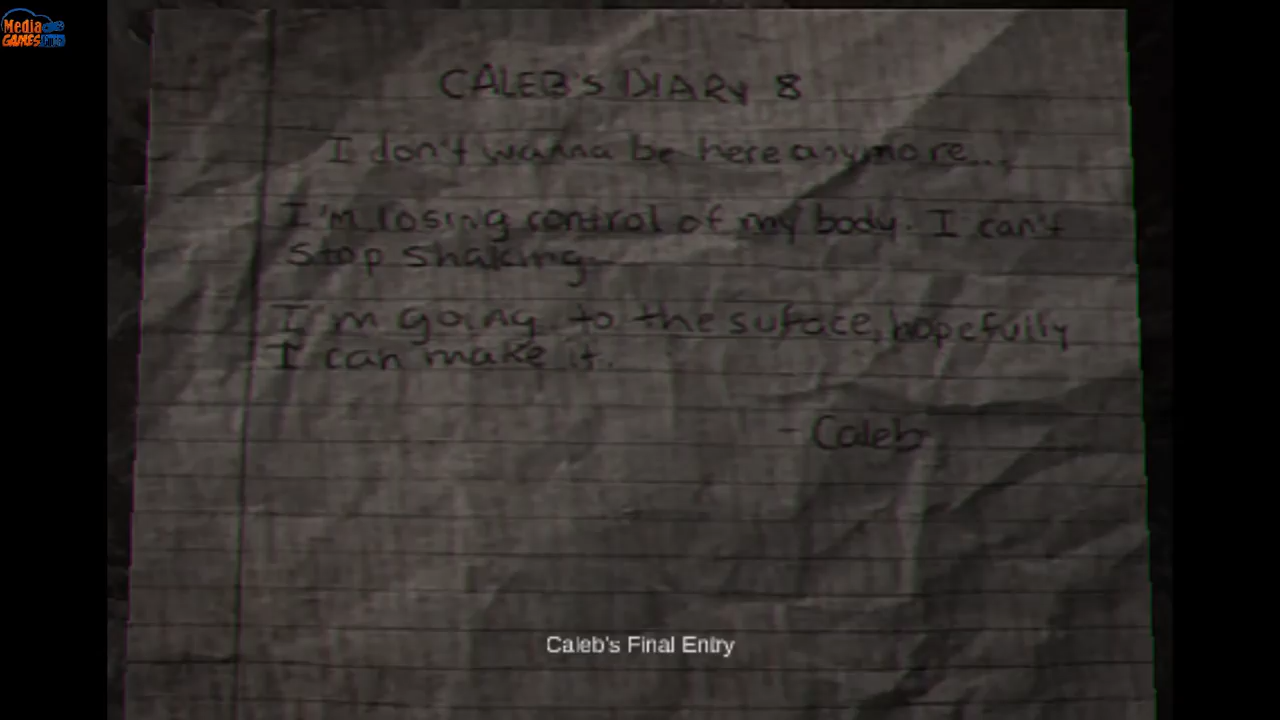 Media
GAMES
CALEB'S DIARY 8
I don't wanna be here anymore...
I'm losing control of my body. I can't
stop shaking.
I'm going to the suface, hopefully
I can make it.
- Caleb
Caleb's Final Entry